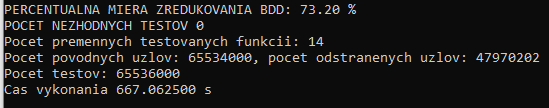 PERCENTUALNA MIERA ZREDUKOVANIA BDD: 73.20 %
POCET NEZHODNYCH TESTOV 0
Pocet premennych testovanych funkcii: 14
Pocet povodnych uzlov: 65534000, pocet odstranenych uzlov: 47970202
Pocet testov: 65536000
Cas vykonania 667.062500 s